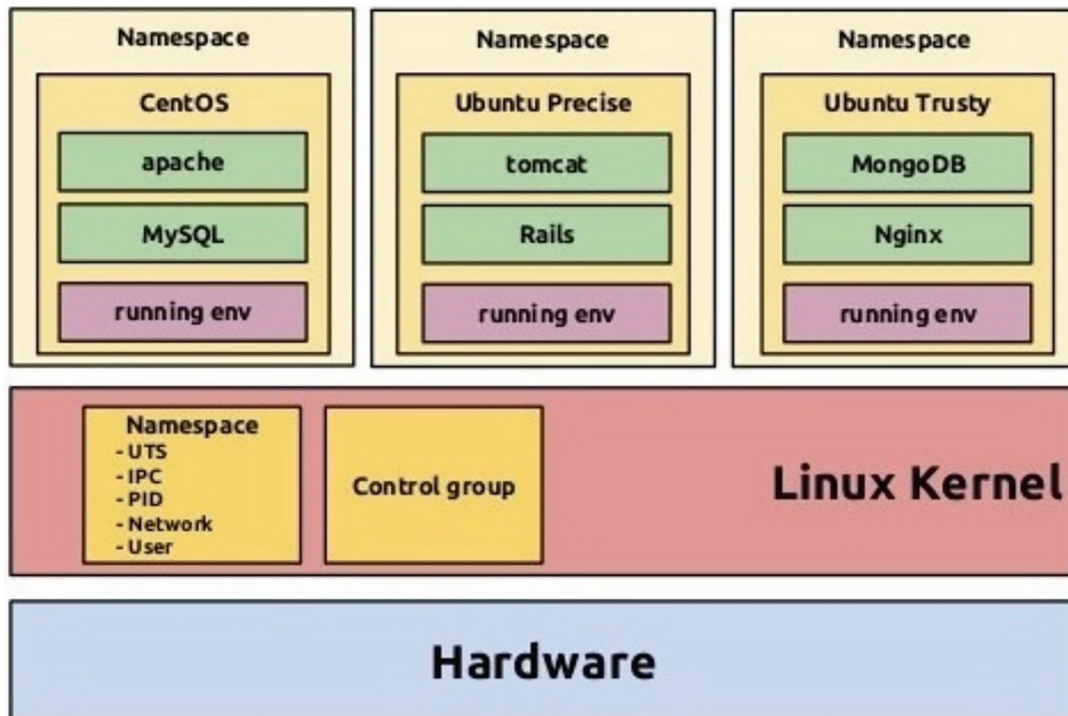 Namespace
CentOS
apache
MySQL
running env
Namespace
Ubuntu Precise
tomcat
Rails
running env
Namespace
Ubuntu Trusty
MongoDB
Nginx
running env
Namespace
- UTS
- IPC
- PID
- Network
- User
Control group
Linux Kernel
Hardware